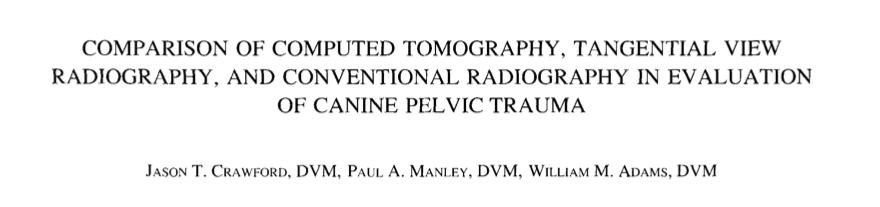 COMPARISON OF COMPUTED TOMOGRAPHY, TANGENTIAL VIEW
RADIOGRAPHY, AND CONVENTIONAL RADIOGRAPHY IN EVALUATION
OF CANINE PELVIC TRAUMA
JASON T. CRAWFORD, DVM, PAUL A. MANLEY, DVM, WILLIAM M. ADAMS, DVM